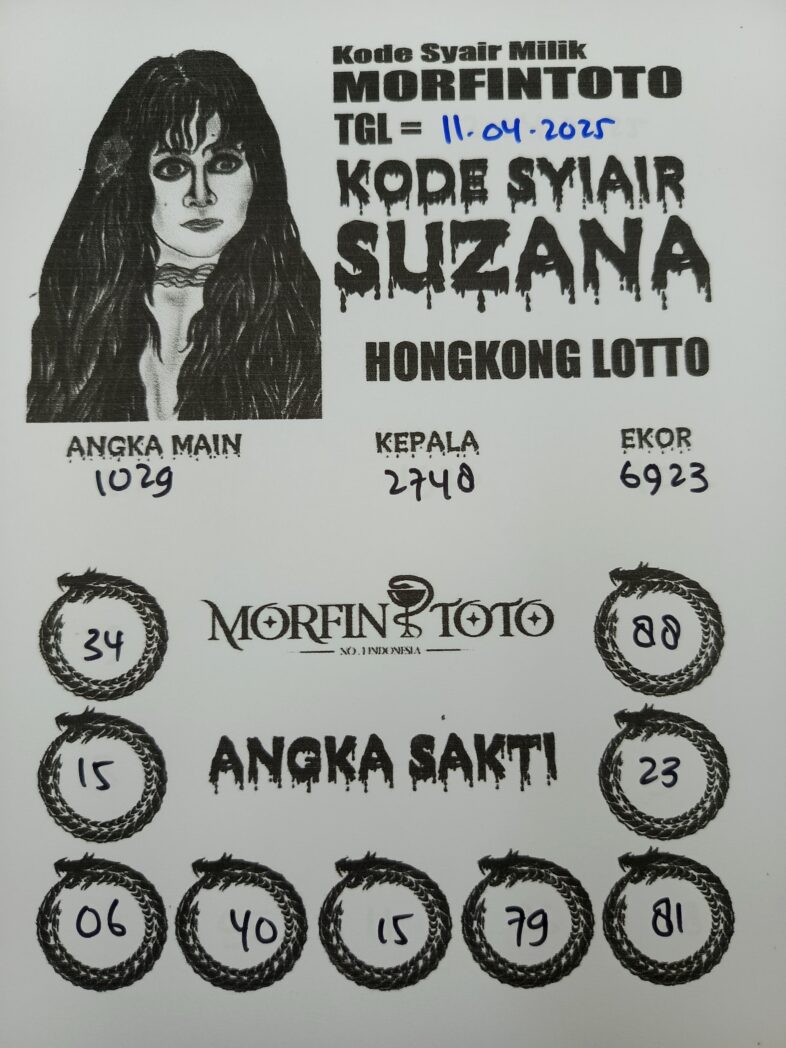 Kode Syair Milik
MORFINTOTO
TGL = 11-04-2025
KODE SYIAIR
SUZANA
HONGKONG LOTTO
ANGKA MAIN KEPALA EKOR
1029 2748 6923
34 MORFIN TOTO 88
NO.1 INDONESIA
15 ANGKA SAKTI 23
06 40 15 79 81